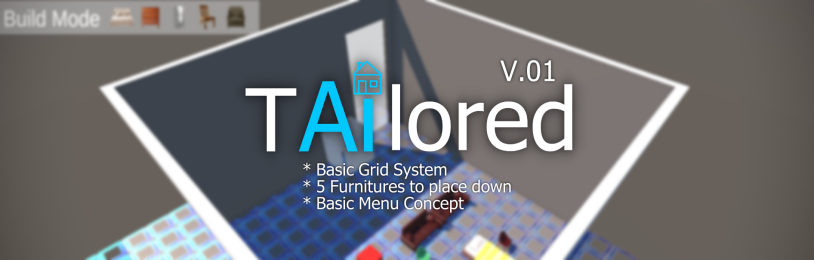 Build Mode
V.01
TAilored
* Basic Grid System
* 5 Furnitures to place down
* Basic Menu Concept